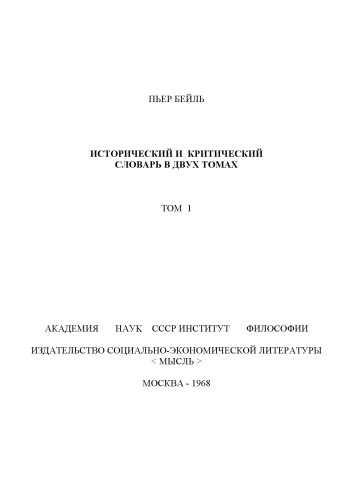 ПЬЕР БЕЙЛЬ
ИСТОРИЧЕСКИЙ И КРИТИЧЕСКИЙ
СЛОВАРЬ В ДВУХ ТОМАХ
ТОМ 1
АКАДЕМИЯ НАУК СССР ИНСТИТУТ ФИЛОСОФИИ
ИЗДАТЕЛЬСТВО СОЦИАЛЬНО-ЭКОНОМИЧЕСКОЙ ЛИТЕРАТУРЫ
< МЫСЛЬ >
МОСКВА - 1968